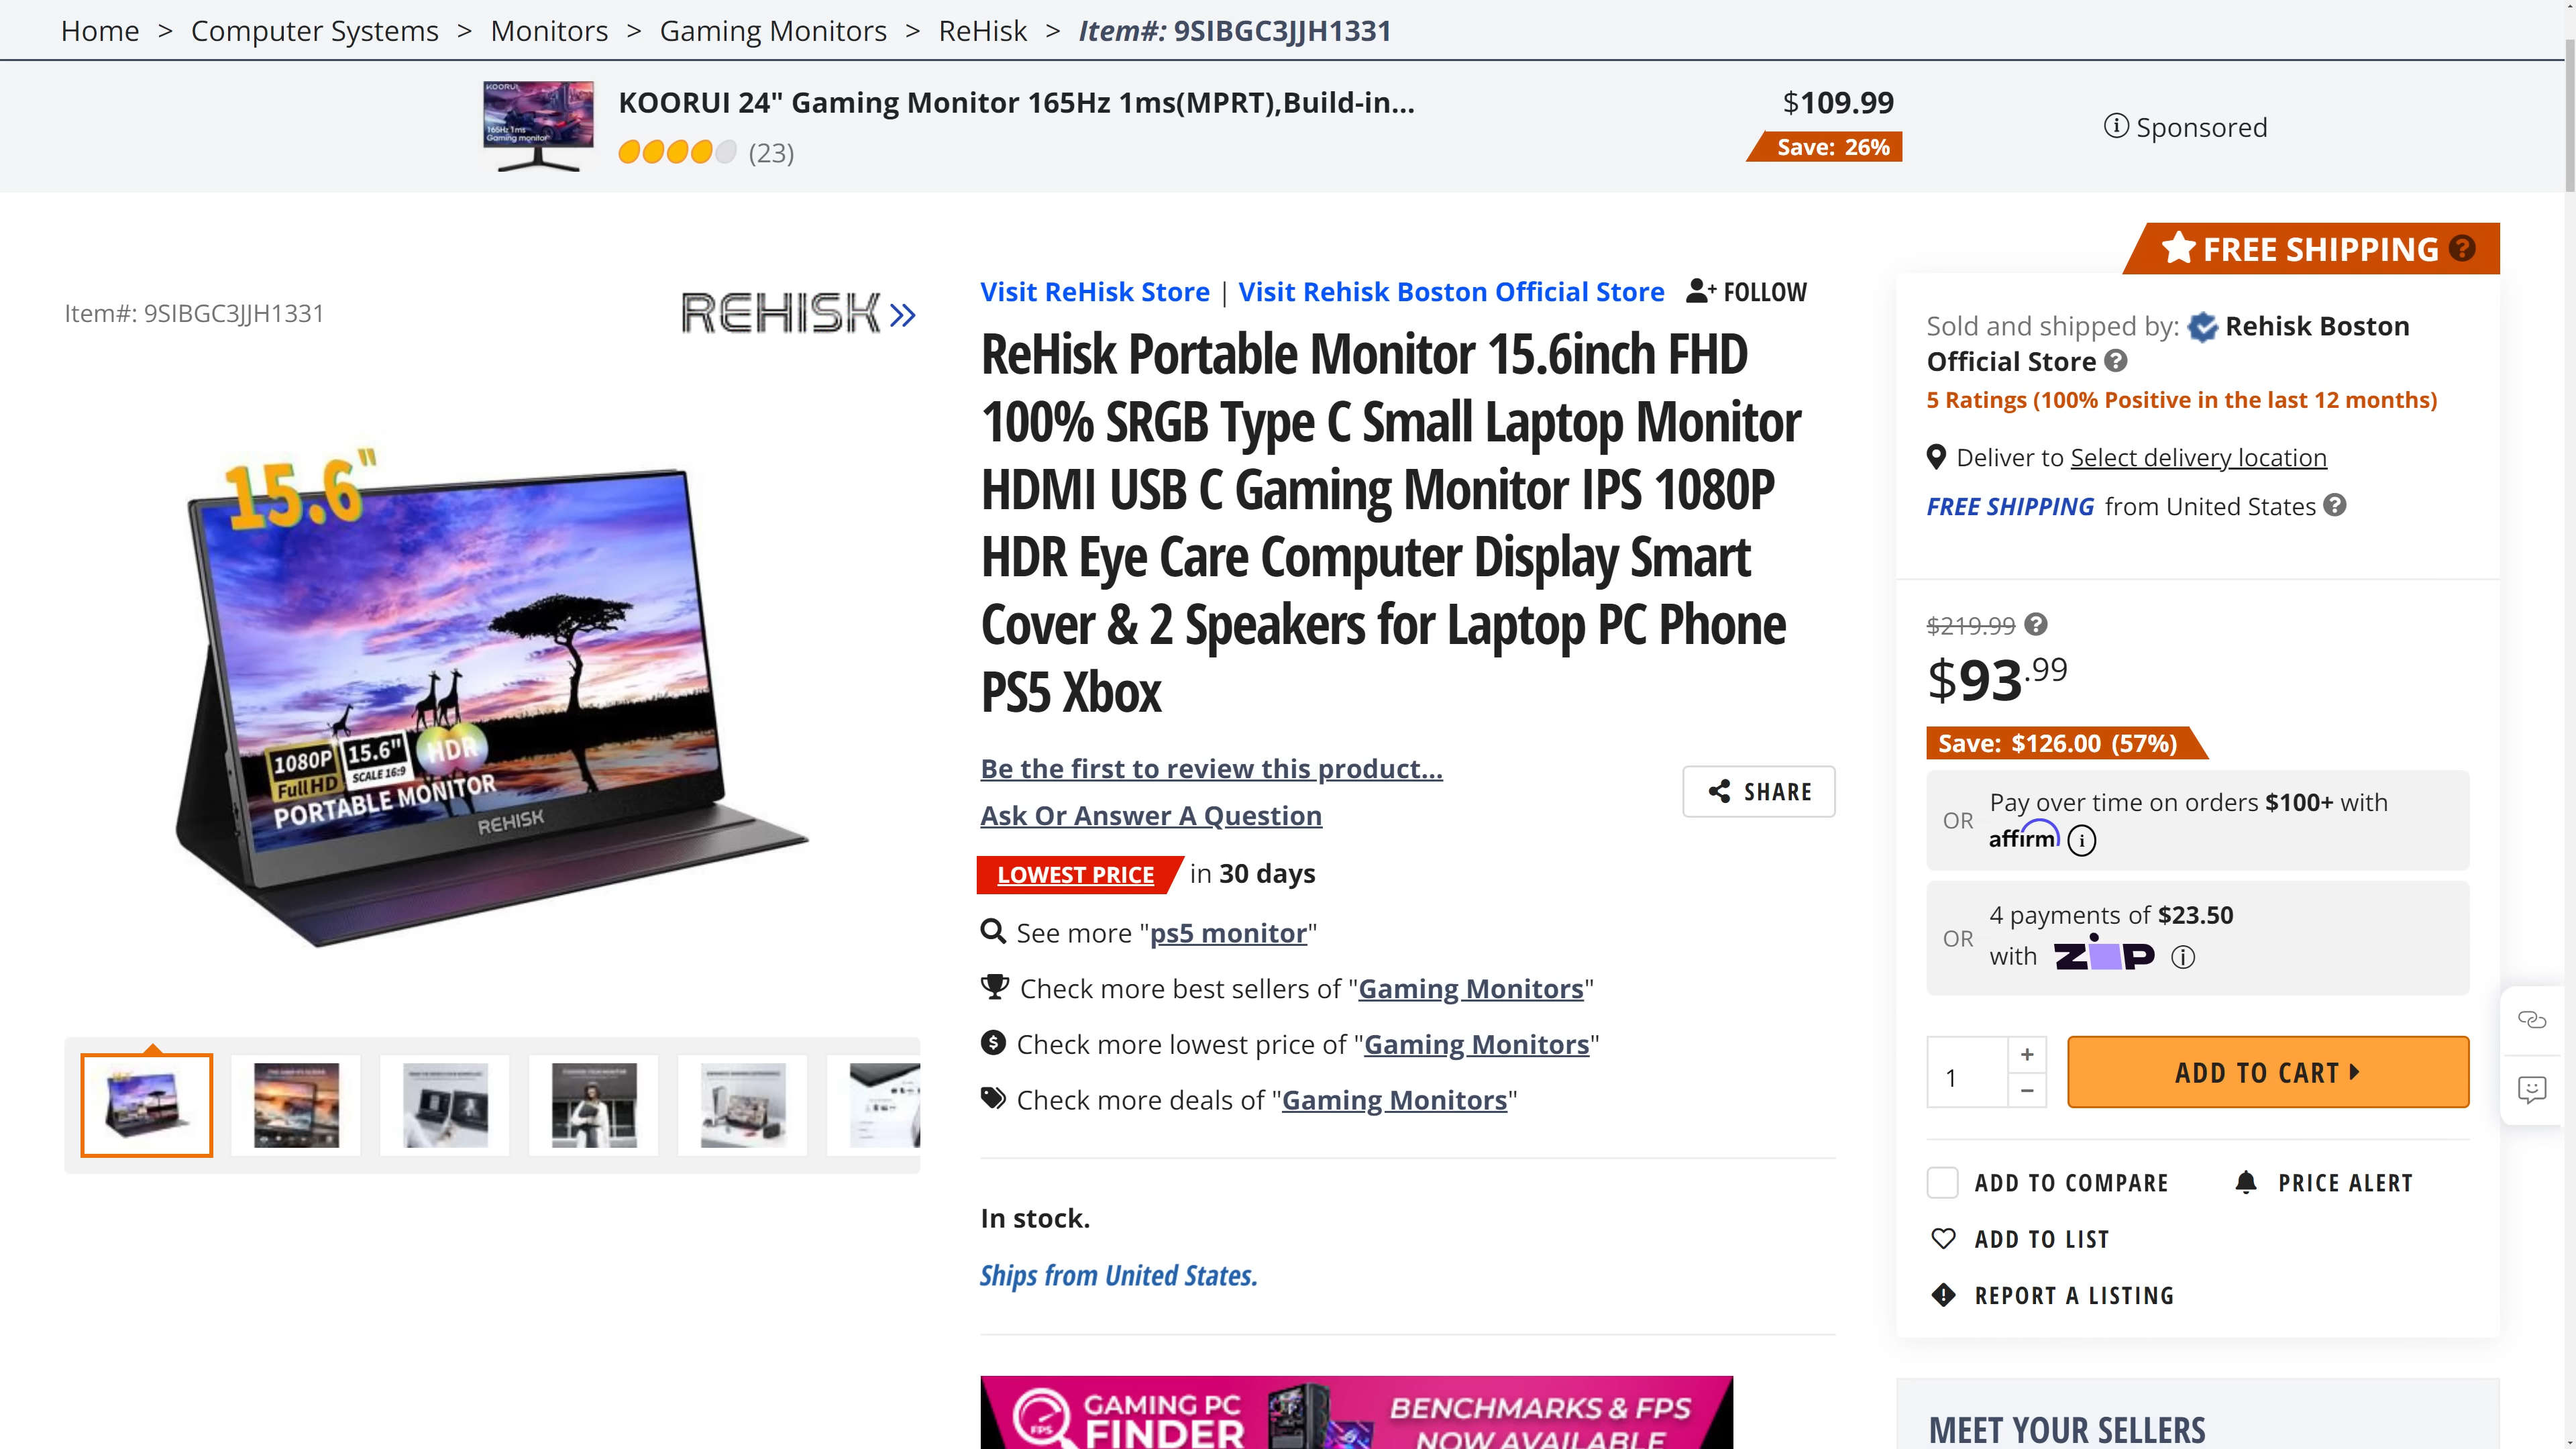 Home > Computer Systems > Monitors > Gaming Monitors > ReHisk > Item#: 9SIBGC3JJH1331
KOORUI
165Hz 1ms
Gaming monitor
KOORUI 24" Gaming Monitor 165Hz 1ms(MPRT),Build-in...
(23)
$109.99
Save: 26%
Sponsored
FREE SHIPPING
Item#: 9SIBGC3JJH1331
REHISK
15.6"
1080P
Full HD
15.6"
SCALE 16:9
HDR
PORTABLE MONITOR
REHISK
Visit ReHisk Store | Visit Rehisk Boston Official Store FOLLOW
ReHisk Portable Monitor 15.6inch FHD
100% SRGB Type C Small Laptop Monitor
HDMI USB C Gaming Monitor IPS 1080P
HDR Eye Care Computer Display Smart
Cover & 2 Speakers for Laptop PC Phone
PS5 Xbox
Be the first to review this product...
Ask Or Answer A Question
SHARE
LOWEST PRICE in 30 days
See more "ps5 monitor"
Check more best sellers of "Gaming Monitors"
Check more lowest price of "Gaming Monitors"
Check more deals of "Gaming Monitors"
In stock.
Ships from United States.
FPS
GAMING PC
FINDER
BENCHMARKS & FPS
NOW AVAILABLE
Sold and shipped by: Rehisk Boston
Official Store
5 Ratings (100% Positive in the last 12 months)
Deliver to Select delivery location
FREE SHIPPING from United States
$219.99
$93.99
Save: $126.00 (57%)
OR
Pay over time on orders $100+ with
affirm
OR
4 payments of $23.50
with ZIP
1
+
−
ADD TO CART
ADD TO COMPARE
PRICE ALERT
ADD TO LIST
REPORT A LISTING
MEET YOUR SELLERS